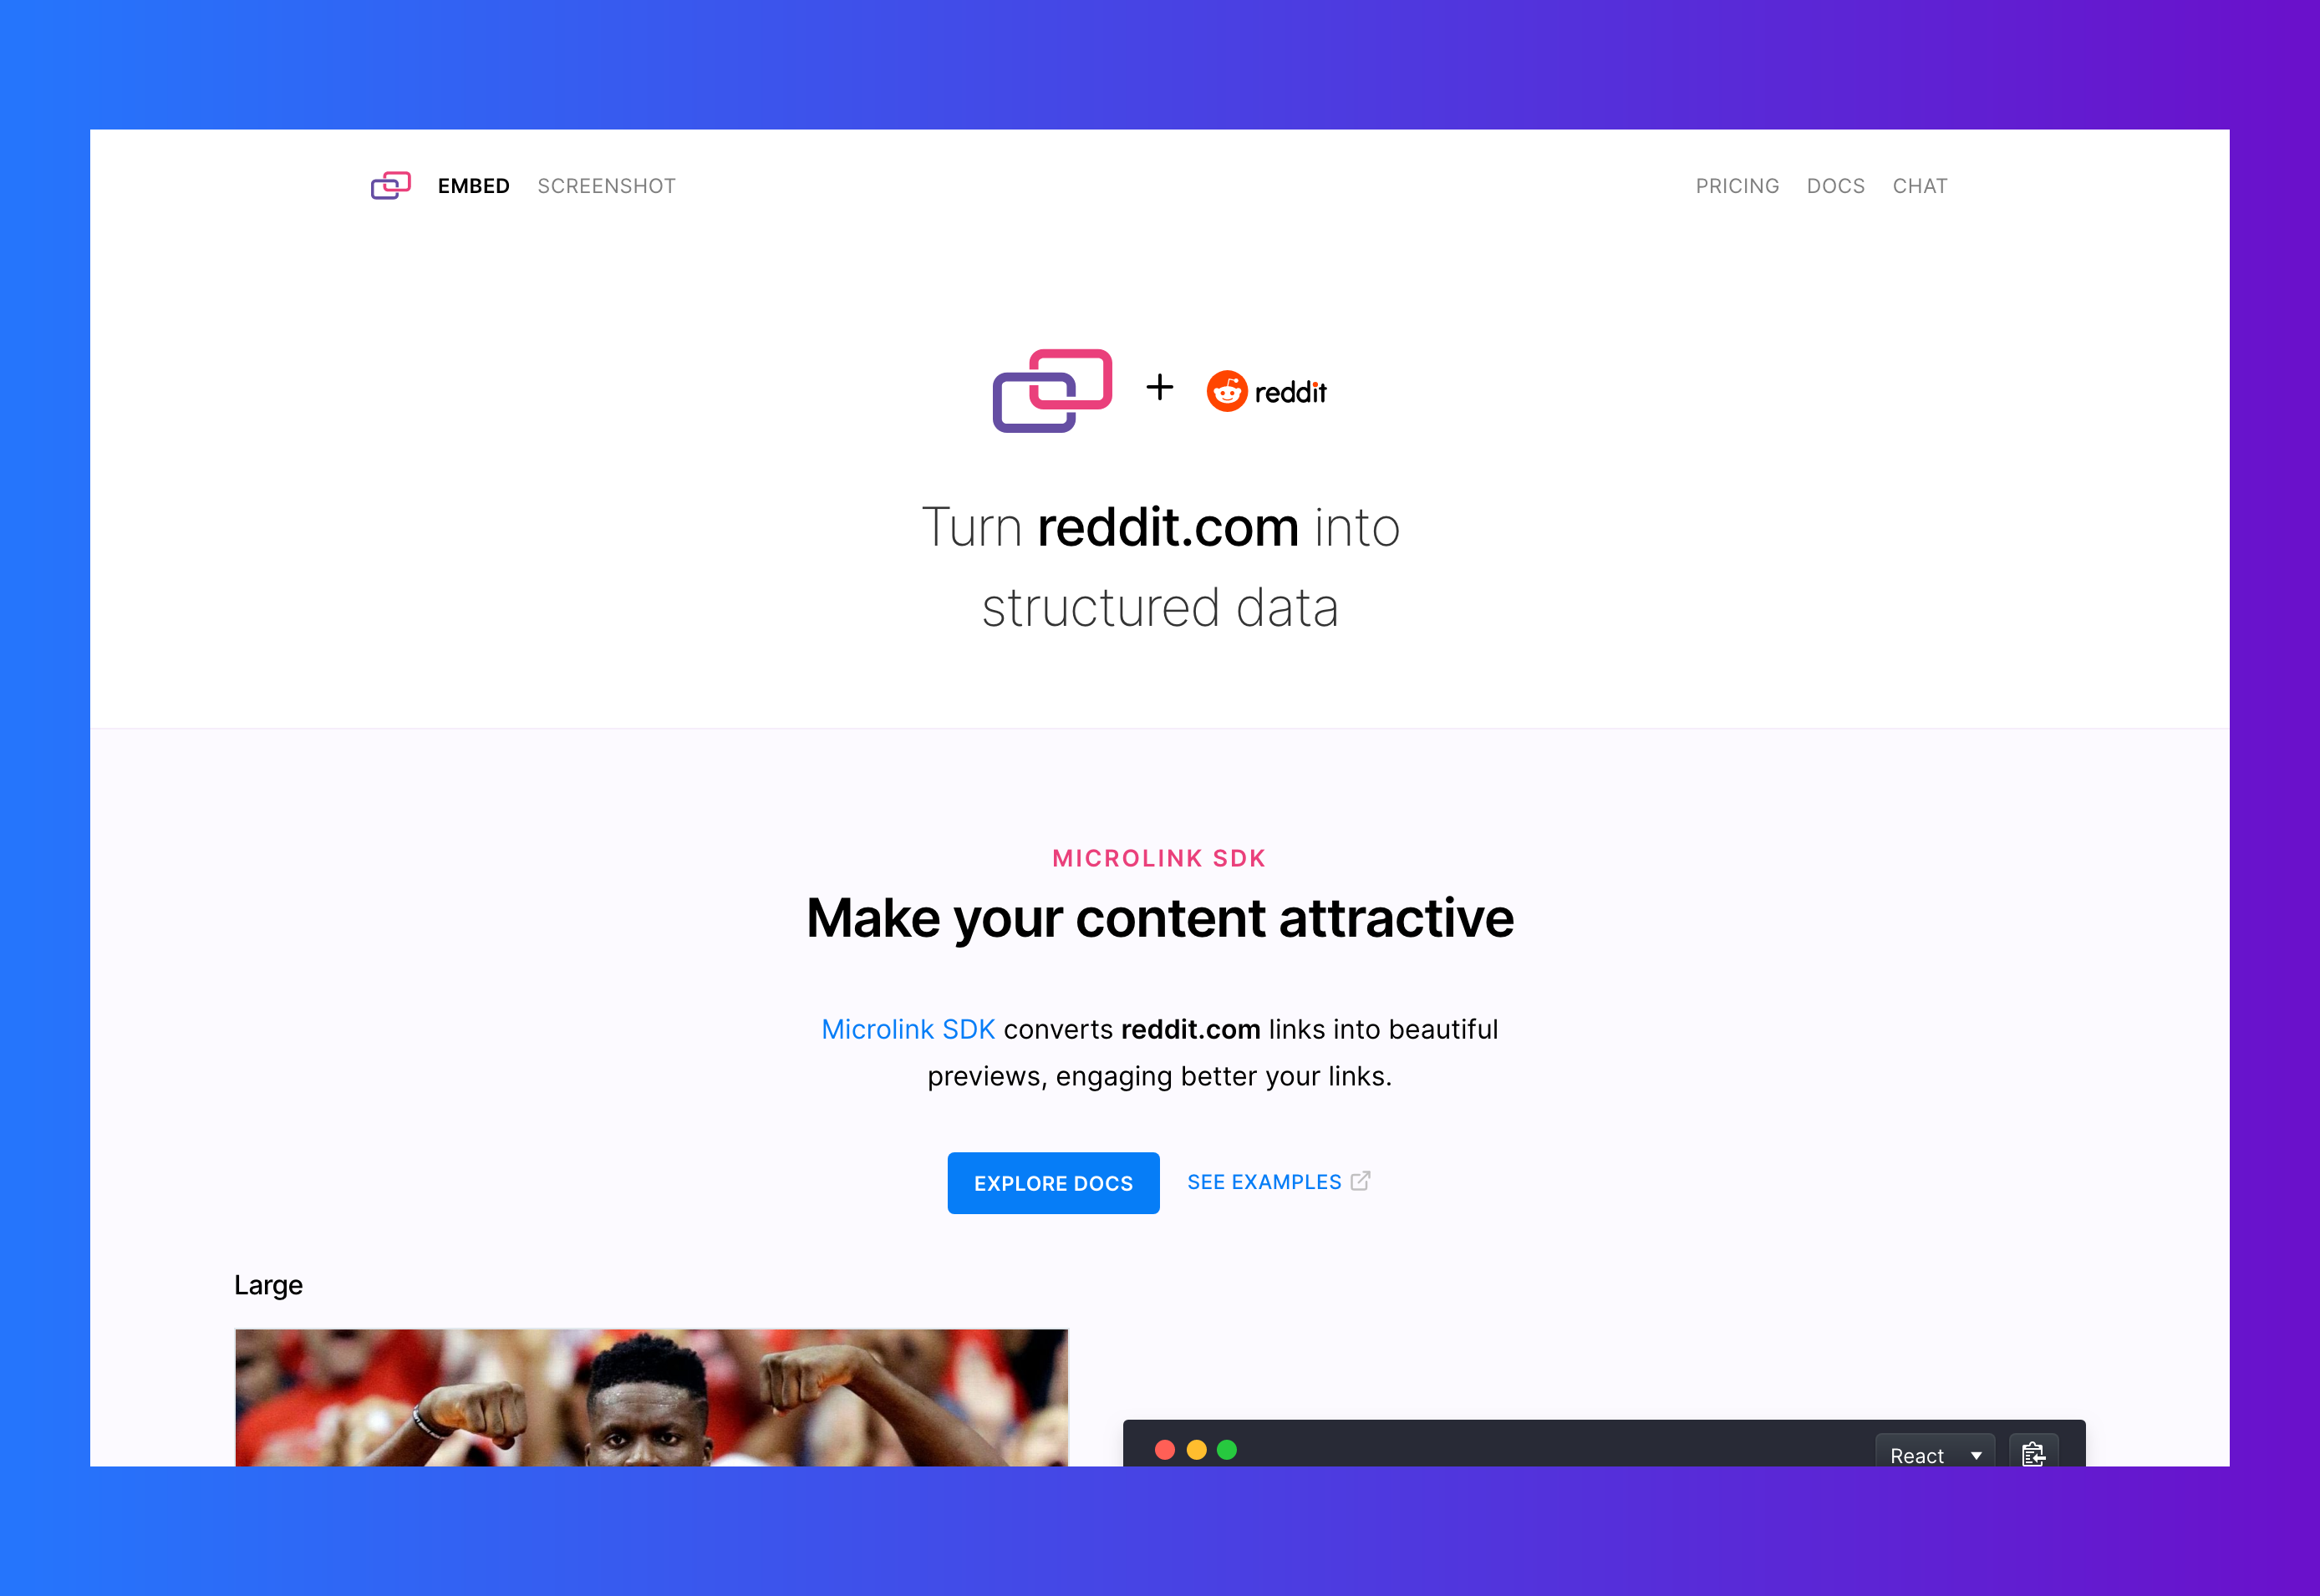 EMBED SCREENSHOT PRICING DOCS CHAT
+ reddit
Turn reddit.com into
structured data
MICROLINK SDK
Make your content attractive
Microlink SDK converts reddit.com links into beautiful
previews, engaging better your links.
EXPLORE DOCS SEE EXAMPLES
Large
React